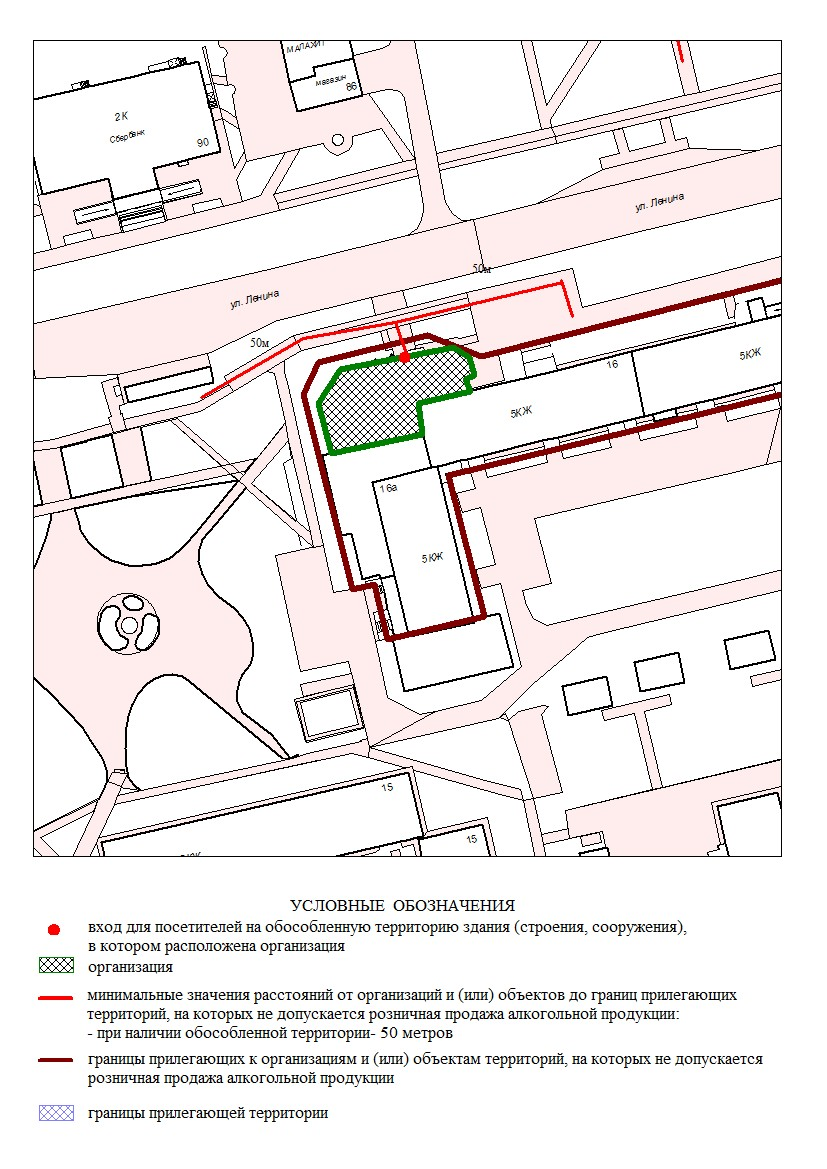 МАЛАХИТ
магазин
86
2К
Сбербанк
90
ул. Ленина
ул. Ленина
50м
50м
16
5КЖ
5КЖ
16а
5КЖ
15
15
УСЛОВНЫЕ ОБОЗНАЧЕНИЯ
вход для посетителей на обособленную территорию здания (строения, сооружения),
в котором расположена организация
организация
минимальные значения расстояний от организаций и (или) объектов до границ прилегающих
территорий, на которых не допускается розничная продажа алкогольной продукции:
- при наличии обособленной территории- 50 метров
границы прилегающих к организациям и (или) объектам территорий, на которых не допускается
розничная продажа алкогольной продукции
границы прилегающей территории